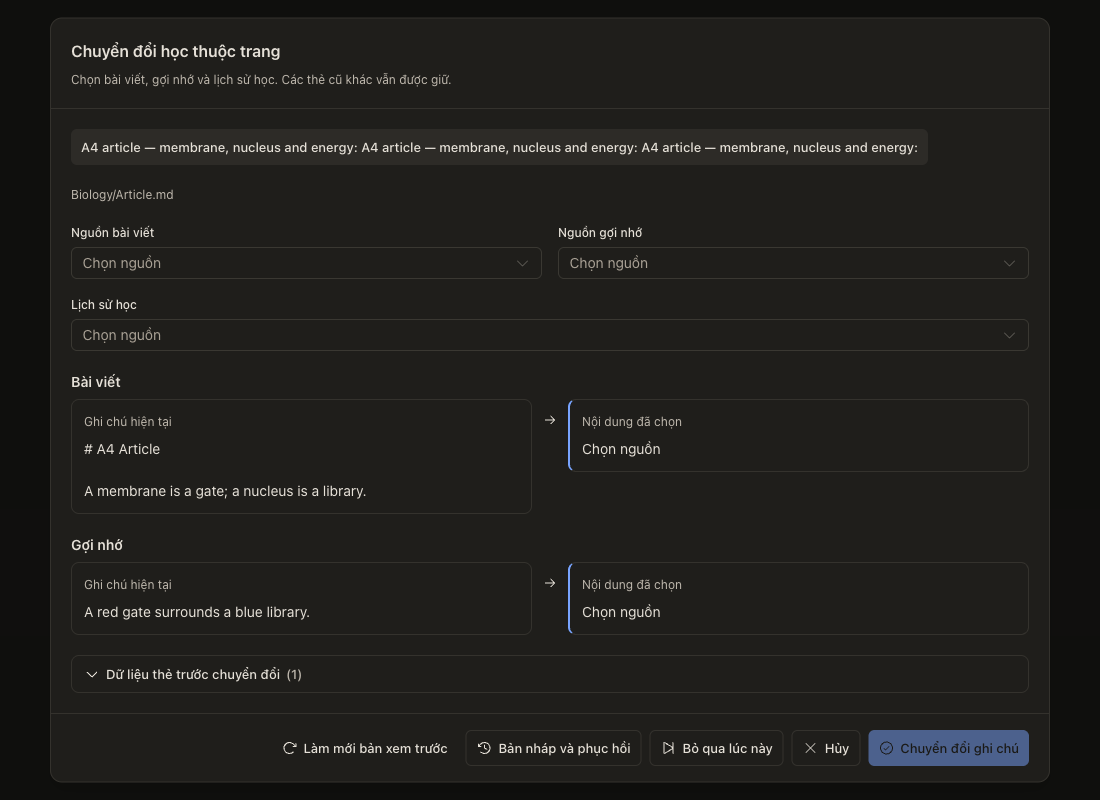 Chuyển đổi học thuộc trang
Chọn bài viết, gợi nhớ và lịch sử học. Các thẻ cũ khác vẫn được giữ.
A4 article — membrane, nucleus and energy: A4 article — membrane, nucleus and energy: A4 article — membrane, nucleus and energy:
Biology/Article.md
Nguồn bài viết
Nguồn gợi nhớ
Chọn nguồn
Chọn nguồn
Lịch sử học
Chọn nguồn
Bài viết
Ghi chú hiện tại
# A4 Article
A membrane is a gate; a nucleus is a library.
→
Nội dung đã chọn
Chọn nguồn
Gợi nhớ
Ghi chú hiện tại
A red gate surrounds a blue library.
→
Nội dung đã chọn
Chọn nguồn
Dữ liệu thẻ trước chuyển đổi (1)
Làm mới bản xem trước
Bản nháp và phục hồi
Bỏ qua lúc này
Hủy
Chuyển đổi ghi chú